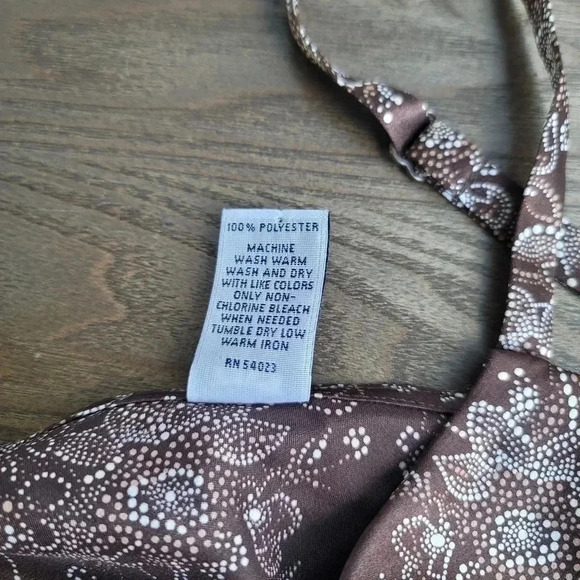 100% POLYESTER
MACHINE
WASH WARM
WASH AND DRY
WITH LIKE COLORS
ONLY NON-
CHLORINE BLEACH
WHEN NEEDED
TUMBLE DRY LOW
WARM IRON
RN 54023